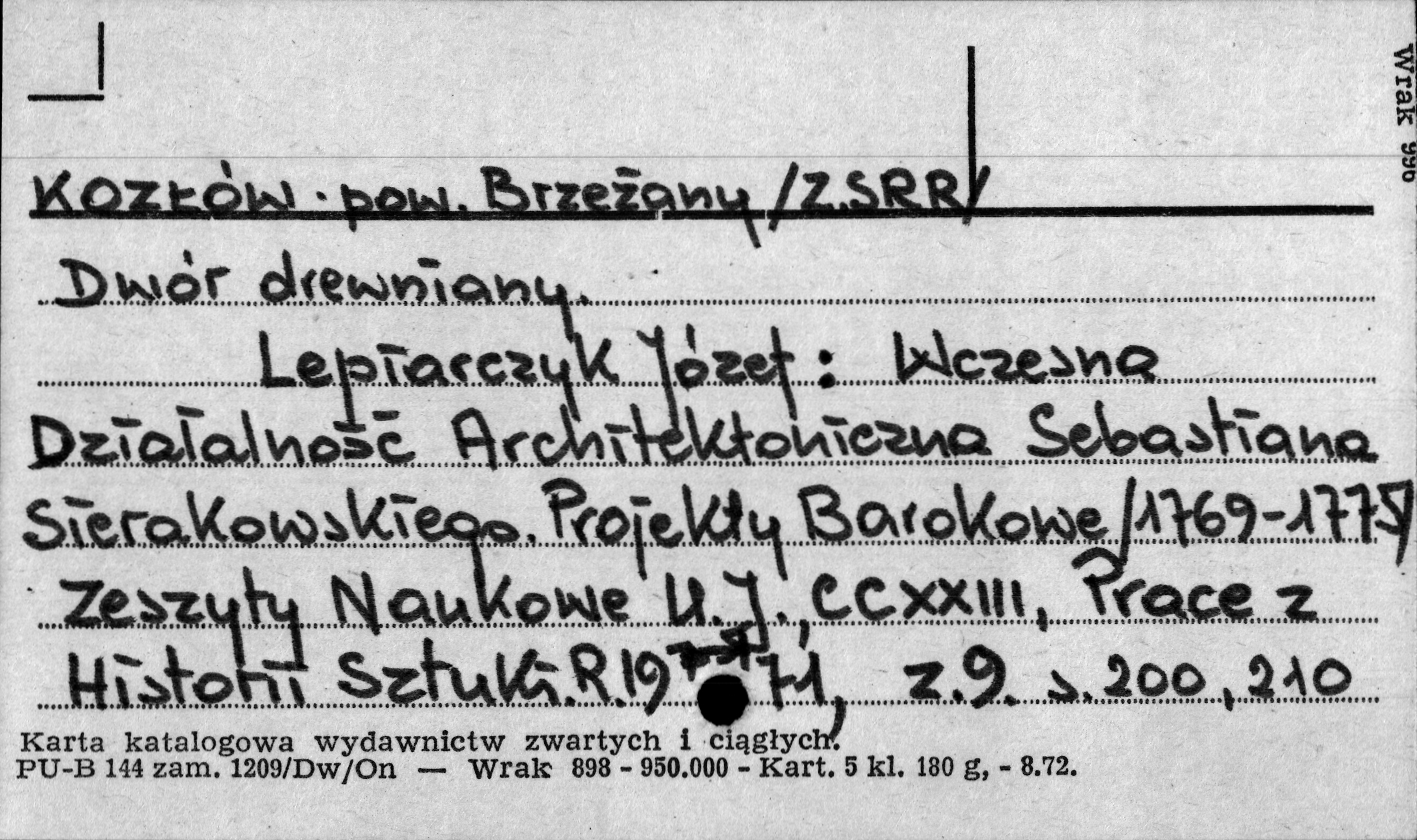 KOZŁÓW. pow. Brzeżany /Z.SRR/
Dwór drewniany.
Lepiarczyk Józef: Wczesna
Działalność Architektoniczna Sebastiana
Sierakowskiego. Projekty Barokowe /1769-1775/
Zeszyty Naukowe U.J., CCXXIII, Prace z
Historii Sztuki. R. 1971, z.9. s. 200, 210
Karta katalogowa wydawnictw zwartych i ciągłych.
PU-B 144 zam. 1209/Dw/On — Wrak 898 - 950.000 - Kart. 5 kl. 180 g, - 8.72.
Wrak 996